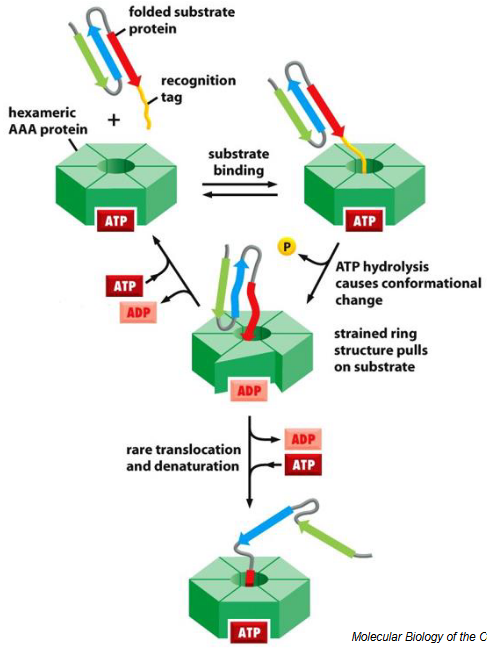 folded substrate
protein
recognition
tag
hexameric
AAA protein
+
ATP
substrate
binding
ATP
P
ATP hydrolysis
causes conformational
change
ATP
ADP
strained ring
structure pulls
on substrate
ADP
rare translocation
and denaturation
ADP
ATP
ATP
Molecular Biology of the C